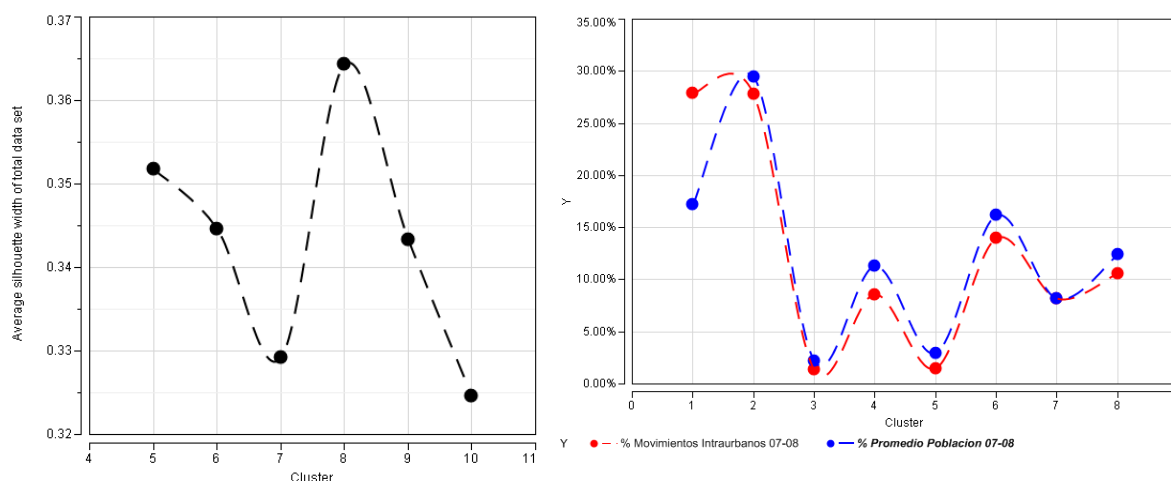 0.37
0.36
0.35
0.34
0.33
0.32
Average silhouette width of total data set
4 5 6 7 8 9 10 11
Cluster
35.00%
30.00%
25.00%
20.00%
15.00%
10.00%
5.00%
0.00%
Y
0 1 2 3 4 5 6 7 8
Cluster
Y % Movimientos Intraurbanos 07-08 % Promedio Poblacion 07-08